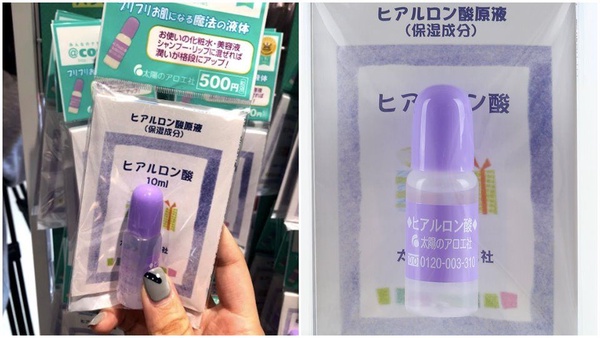 プリプリお肌になる魔法の液体
お使いの化粧水・美容液
シャンプー・リップに混ぜれば
潤いが格段にアップ!
太陽のアロエ社
500円
@co
ヒアルロン酸原液
(保湿成分)
ヒアルロン酸
10ml
ヒアルロン酸原液
(保湿成分)
ヒア 酸
◆ヒアルロン酸◆
太陽のアロエ社
0120-003-310
社